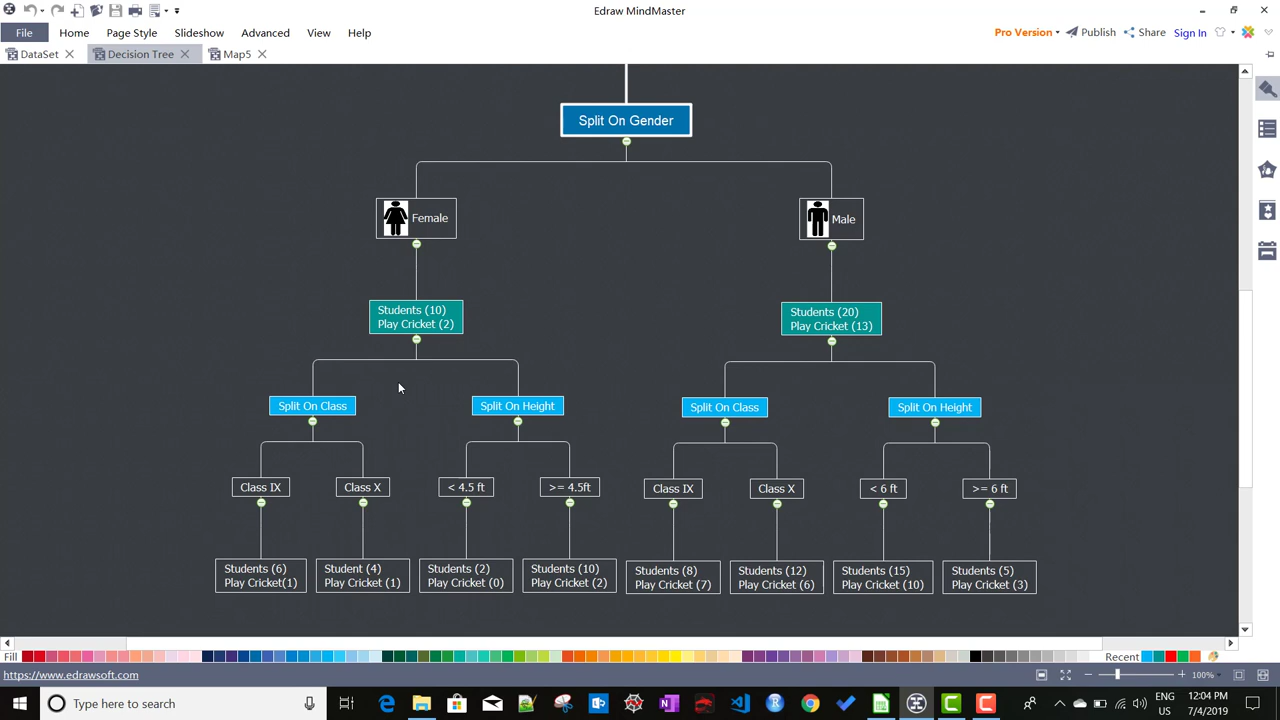 Edraw MindMaster
File Home Page Style Slideshow Advanced View Help
Pro Version Publish Share Sign In
DataSet Decision Tree Map5
Split On Gender
Female
Male
Students (10)
Play Cricket (2)
Students (20)
Play Cricket (13)
Split On Class
Split On Height
Split On Class
Split On Height
Class IX
Class X
< 4.5 ft
>= 4.5ft
Class IX
Class X
< 6 ft
>= 6 ft
Students (6)
Play Cricket(1)
Student (4)
Play Cricket (1)
Students (2)
Play Cricket (0)
Students (10)
Play Cricket (2)
Students (8)
Play Cricket (7)
Students (12)
Play Cricket (6)
Students (15)
Play Cricket (10)
Students (5)
Play Cricket (3)
Fill
Recent
https://www.edrawsoft.com
100%
Type here to search
ENG
US
12:04 PM
7/4/2019